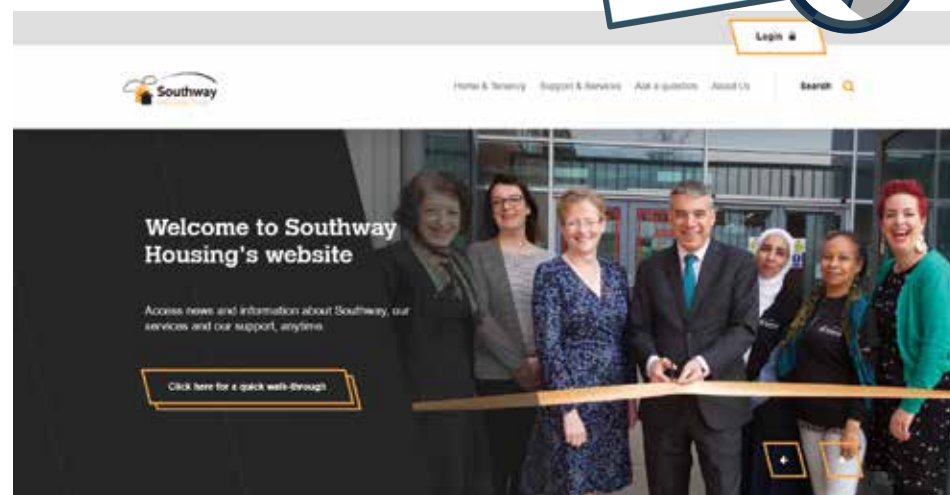 Login
Southway
Home & Tenancy Support & Services Ask a question About Us Search
Welcome to Southway
Housing's website
Access news and information about Southway, our
services and our support, anytime.
Click here for a quick walk-through